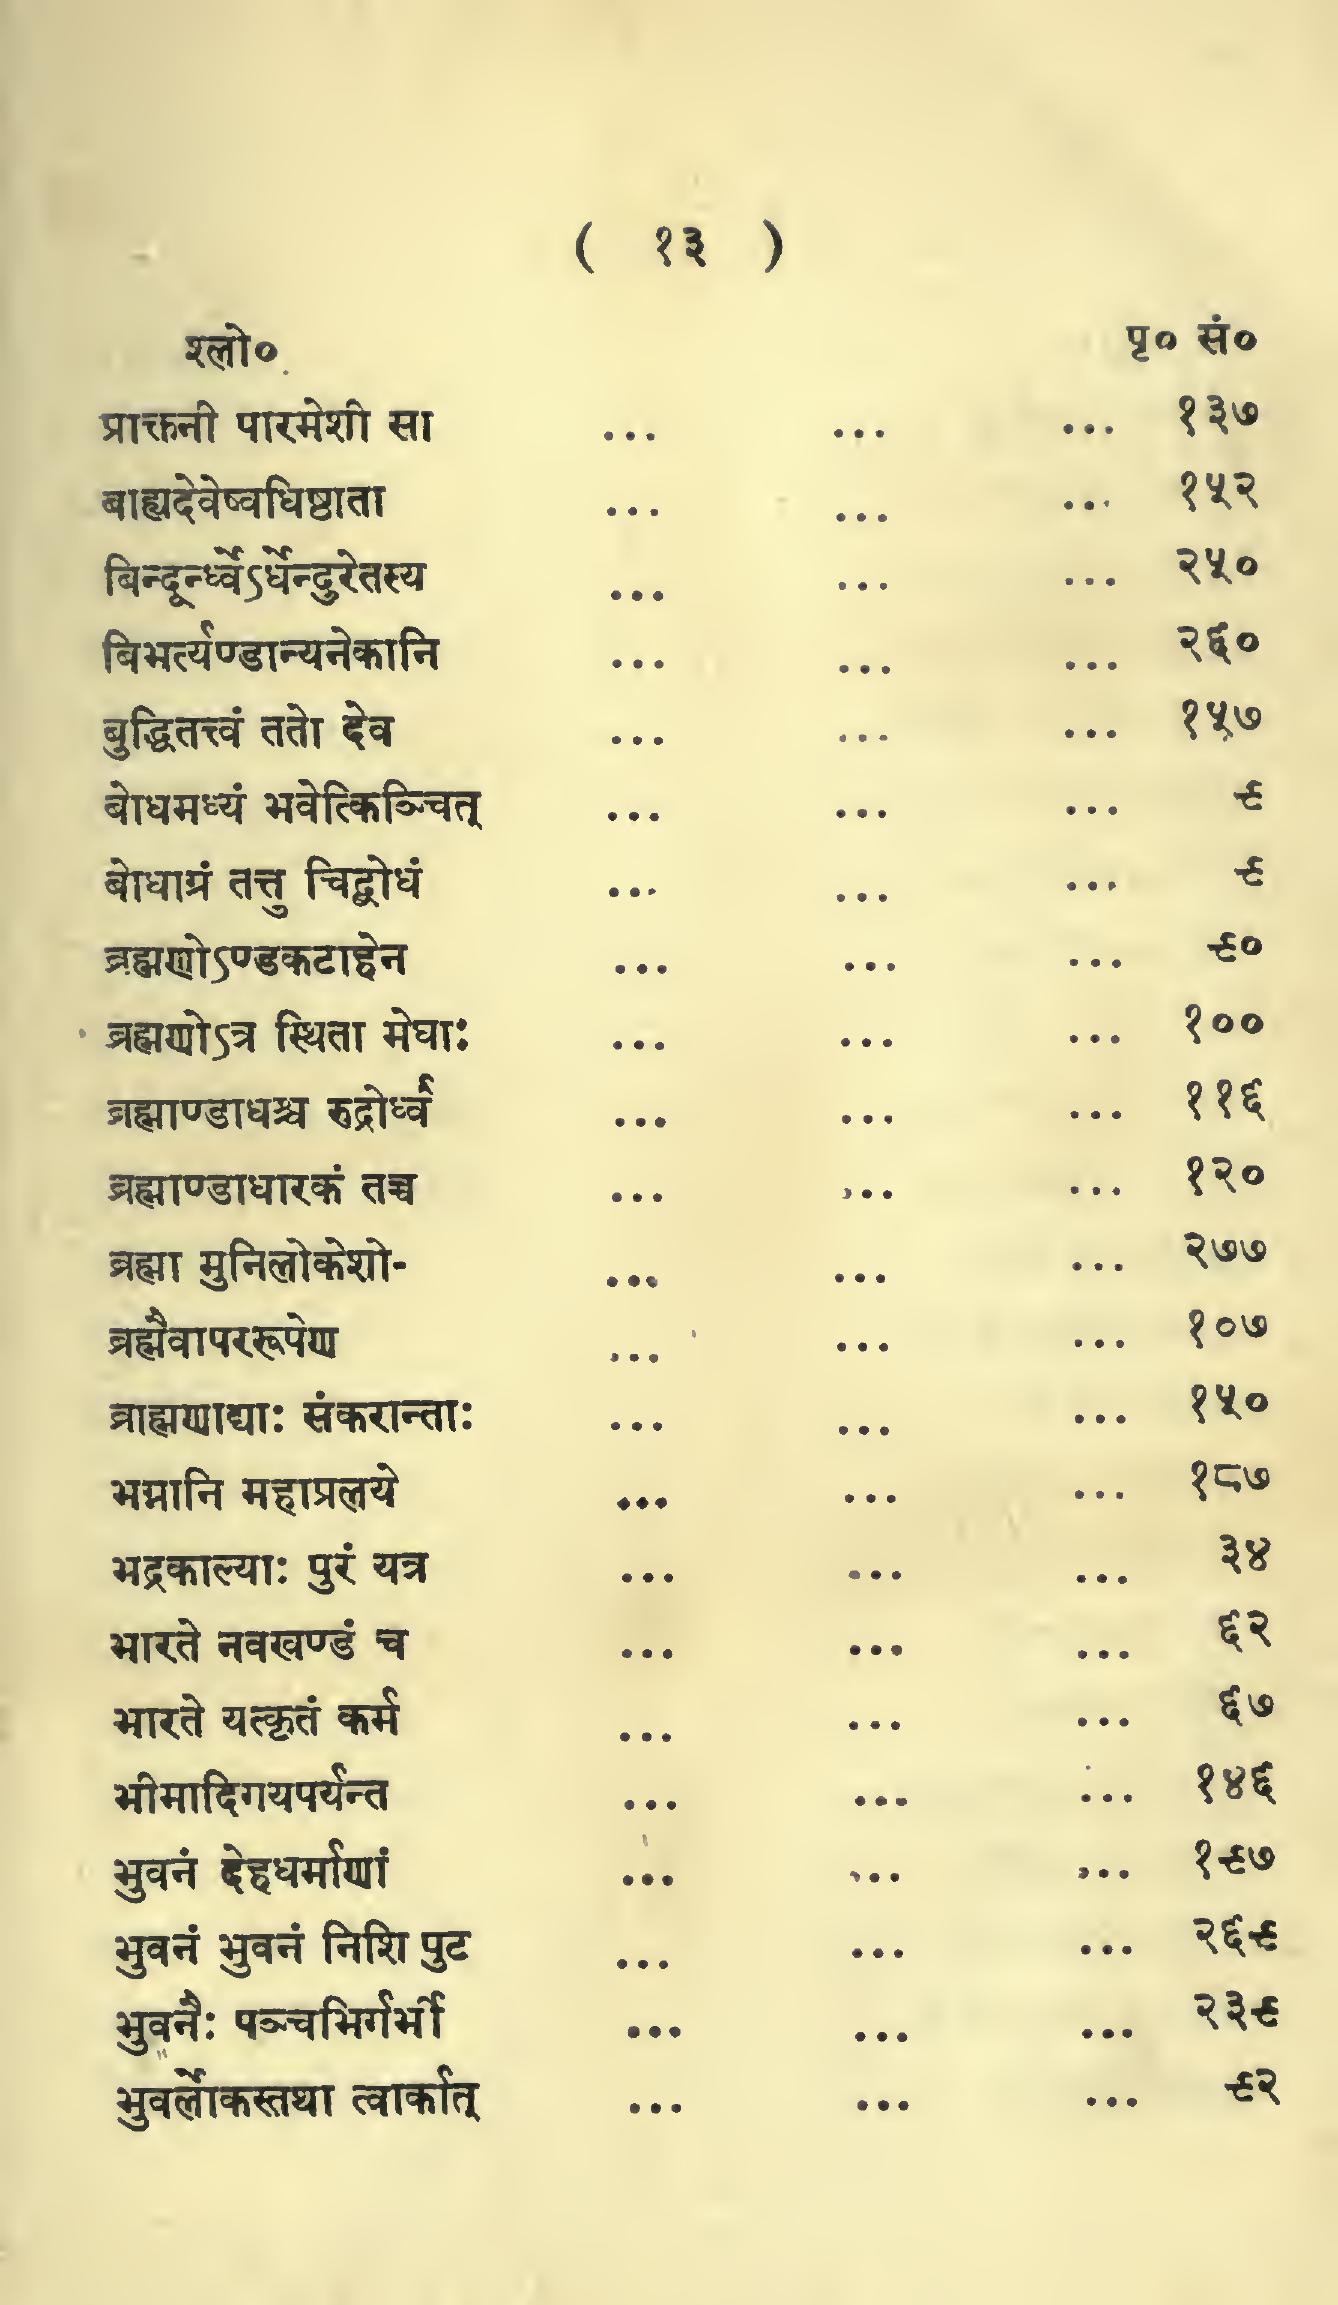 ( १३ )
श्लो० पृ० सं०
प्राक्तनी पारमेशी सा ... ... ... १३७
बाह्यदेवेष्वधिष्ठाता ... ... ... १५२
बिन्दूर्न्ध्वेऽर्धेन्दुरेतस्य ... ... ... २५०
बिभर्त्यण्डान्यनेकानि ... ... ... २६०
बुद्धितत्त्वं ततो देव ... ... ... १५७
बोधमध्यं भवेत्किञ्चित् ... ... ... ९
बोधाग्रं तत्तु चिद्बोधं ... ... ... ९
ब्रह्मणोऽण्डकटाहेन ... ... ... ९०
ब्रह्मणोऽत्र स्थिता मेघाः ... ... ... १००
ब्रह्माण्डाधश्च रुद्रोर्ध्वं ... ... ... ११६
ब्रह्माण्डाधारकं तच्च ... ... ... १२०
ब्रह्मा मुनिलोकेशो- ... ... ... २७७
ब्रह्मैवापररूपेण ... ... ... १०७
ब्राह्मणाद्याः संकरान्ताः ... ... ... १५०
भग्नानि महाप्रलये ... ... ... १८७
भद्रकाल्याः पुरं यत्र ... ... ... ३४
भारते नवखण्डं च ... ... ... ६२
भारते यत्कृतं कर्म ... ... ... ६७
भीमादिगयपर्यन्त ... ... ... १४६
भुवनं देहधर्माणां ... ... ... १९७
भुवनं भुवनं निशि पुट ... ... ... २६९
भुवनैः पञ्चभिर्गर्भी ... ... ... २३९
भुवर्लोकस्तथा त्वार्कात् ... ... ... ९२